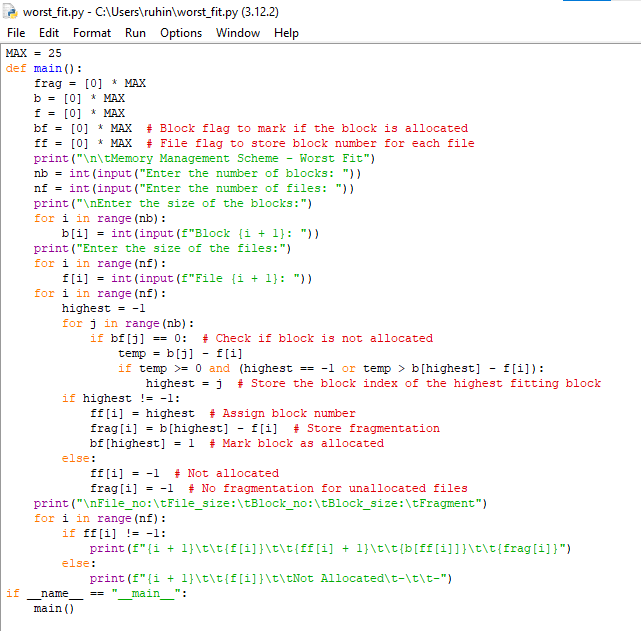 worst_fit.py - C:\Users\ruhin\worst_fit.py (3.12.2)
File Edit Format Run Options Window Help
MAX = 25
def main():
    frag = [0] * MAX
    b = [0] * MAX
    f = [0] * MAX
    bf = [0] * MAX  # Block flag to mark if the block is allocated
    ff = [0] * MAX  # File flag to store block number for each file
    print("\n\tMemory Management Scheme - Worst Fit")
    nb = int(input("Enter the number of blocks: "))
    nf = int(input("Enter the number of files: "))
    print("\nEnter the size of the blocks:")
    for i in range(nb):
        b[i] = int(input(f"Block {i + 1}: "))
    print("Enter the size of the files:")
    for i in range(nf):
        f[i] = int(input(f"File {i + 1}: "))
    for i in range(nf):
        highest = -1
        for j in range(nb):
            if bf[j] == 0:  # Check if block is not allocated
                temp = b[j] - f[i]
                if temp >= 0 and (highest == -1 or temp > b[highest] - f[i]):
                    highest = j  # Store the block index of the highest fitting block
        if highest != -1:
            ff[i] = highest  # Assign block number
            frag[i] = b[highest] - f[i]  # Store fragmentation
            bf[highest] = 1  # Mark block as allocated
        else:
            ff[i] = -1  # Not allocated
            frag[i] = -1  # No fragmentation for unallocated files
    print("\nFile_no:\tFile_size:\tBlock_no:\tBlock_size:\tFragment")
    for i in range(nf):
        if ff[i] != -1:
            print(f"{i + 1}\t\t{f[i]}\t\t{ff[i] + 1}\t\t{b[ff[i]]}\t\t{frag[i]}")
        else:
            print(f"{i + 1}\t\t{f[i]}\t\tNot Allocated\t-\t\t-")
if __name__ == "__main__":
    main()